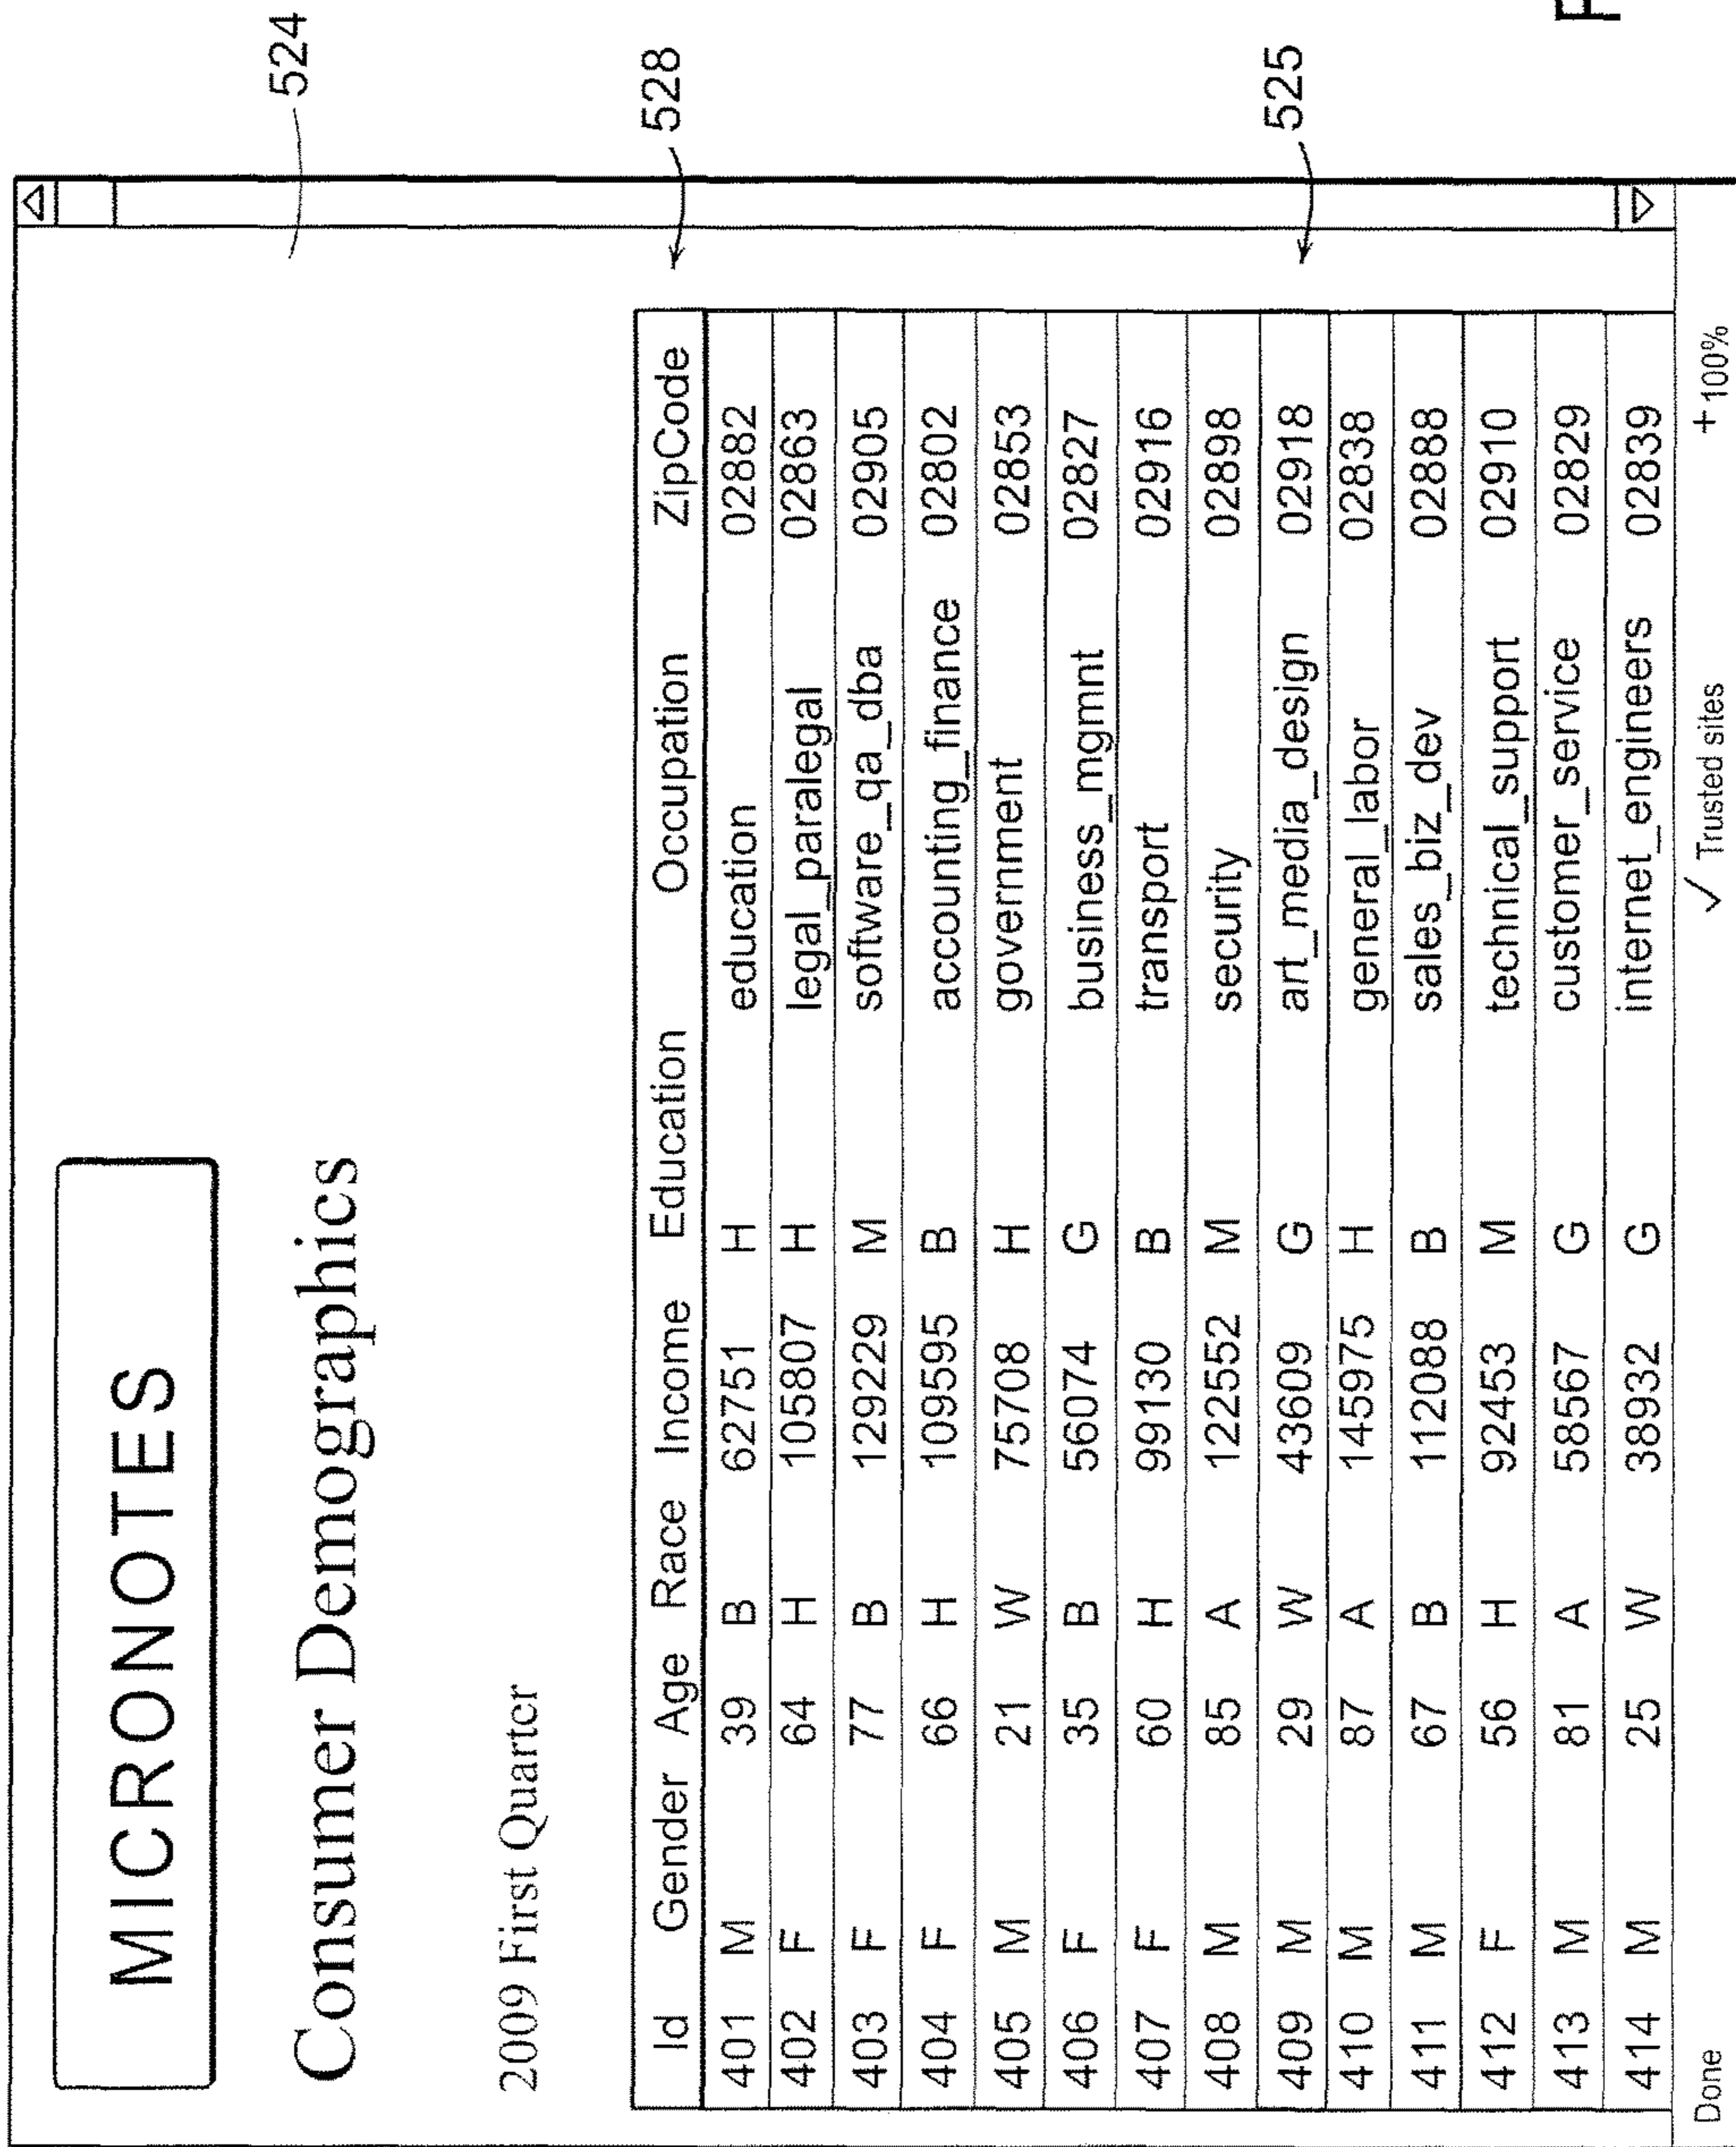 MICRONOTES
524
Consumer Demographics
2009 First Quarter
528
Id Gender Age Race Income Education Occupation ZipCode
401 M 39 B 62751 H education 02882
402 F 64 H 105807 H legal_paralegal 02863
403 F 77 B 129229 M software_qa_dba 02905
404 F 66 H 109595 B accounting_finance 02802
405 M 21 W 75708 H government 02853
406 F 35 B 56074 G business_mgmnt 02827
407 F 60 H 99130 B transport 02916
408 M 85 A 122552 M security 02898
525
409 M 29 W 43609 G art_media_design 02918
410 M 87 A 145975 H general_labor 02838
411 M 67 B 112088 B sales_biz_dev 02888
412 F 56 H 92453 M technical_support 02910
413 M 81 A 58567 G customer_service 02829
414 M 25 W 38932 G internet_engineers 02839
Done ✓ Trusted sites +100%